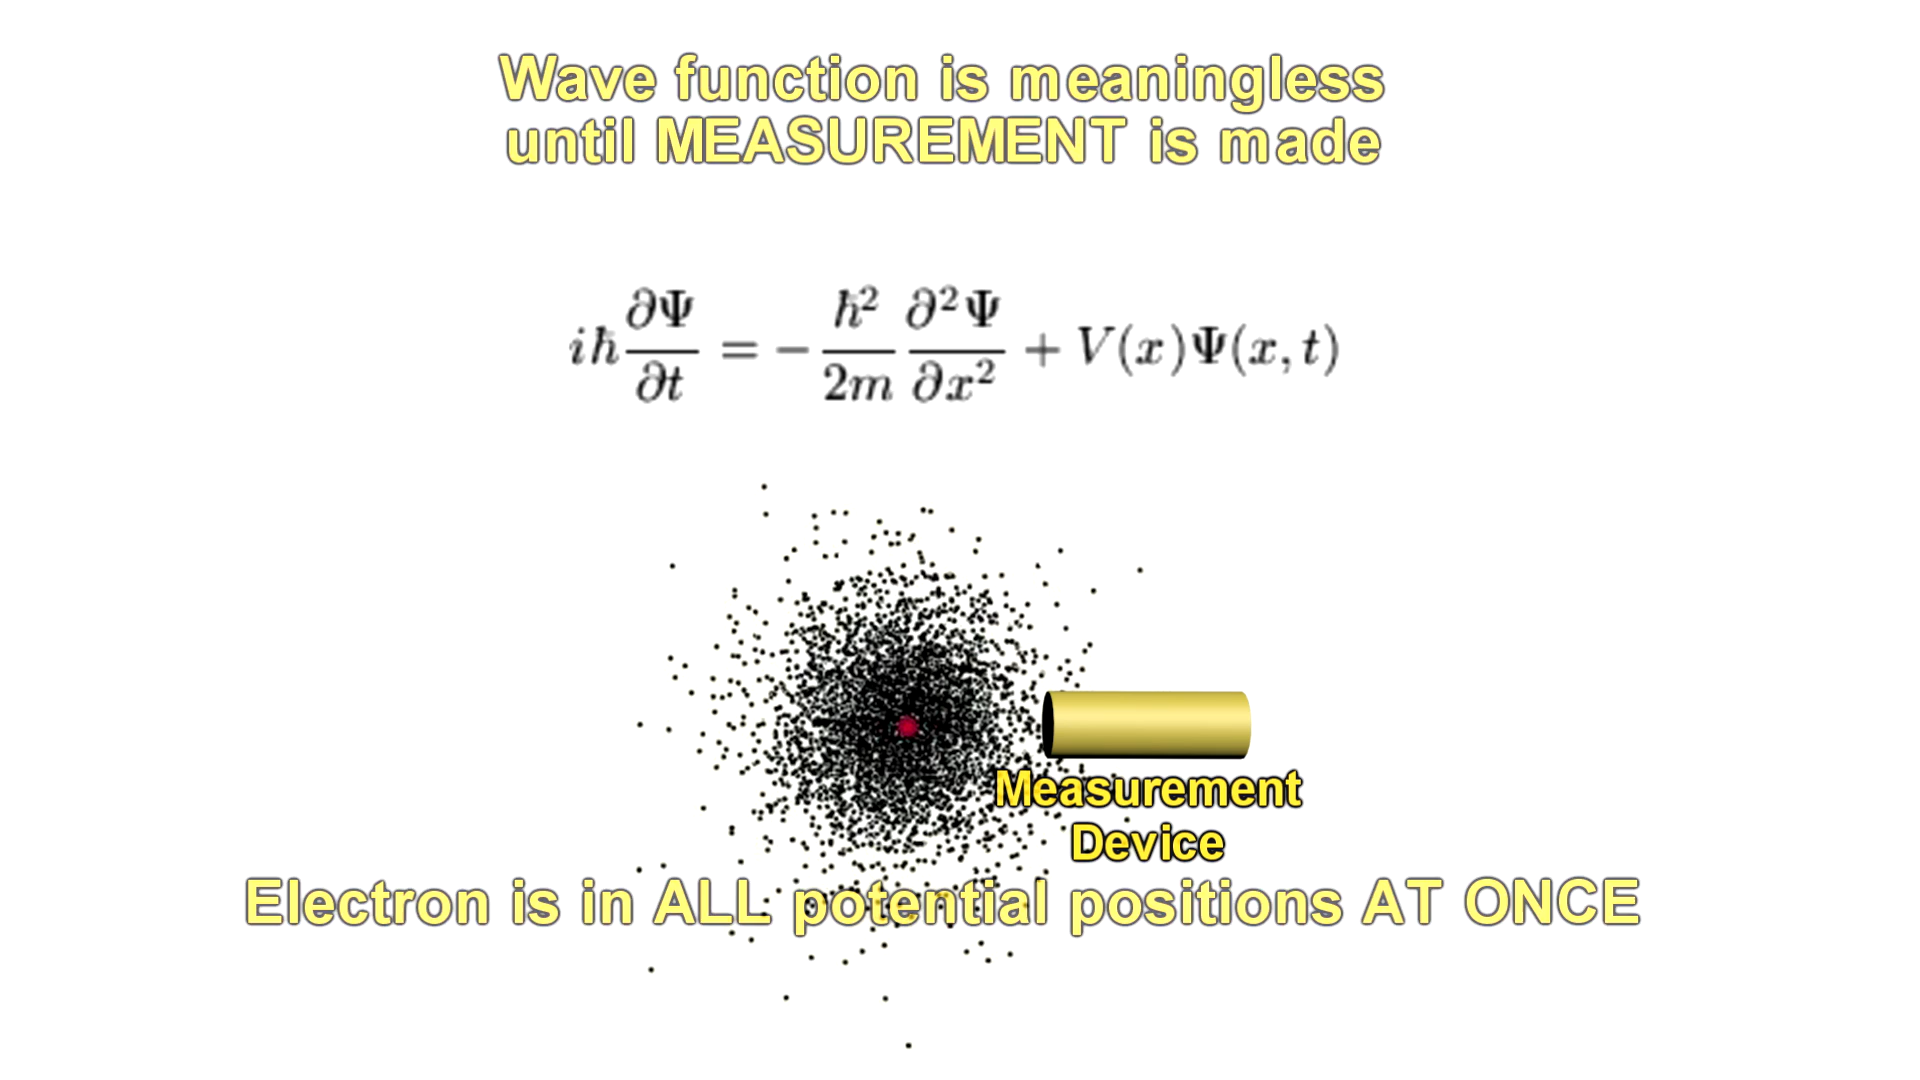 Wave function is meaningless
until MEASUREMENT is made
iħ ∂Ψ/∂t = − ħ²/2m ∂²Ψ/∂x² + V(x)Ψ(x, t)
Measurement
Device
Electron is in ALL potential positions AT ONCE